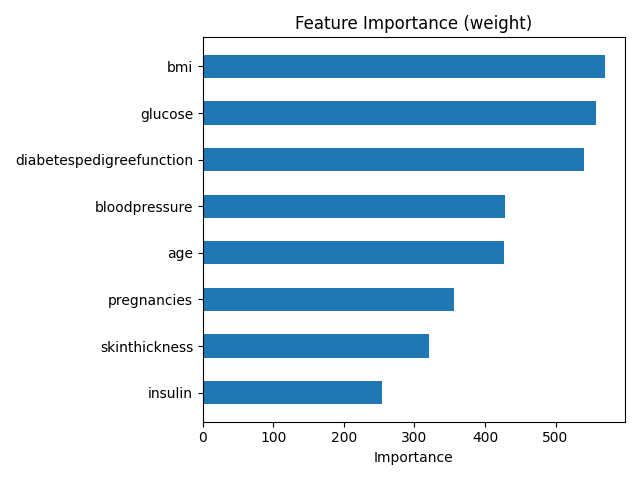 Feature Importance (weight)
bmi
glucose
diabetespedigreefunction
bloodpressure
age
pregnancies
skinthickness
insulin
0 100 200 300 400 500
Importance